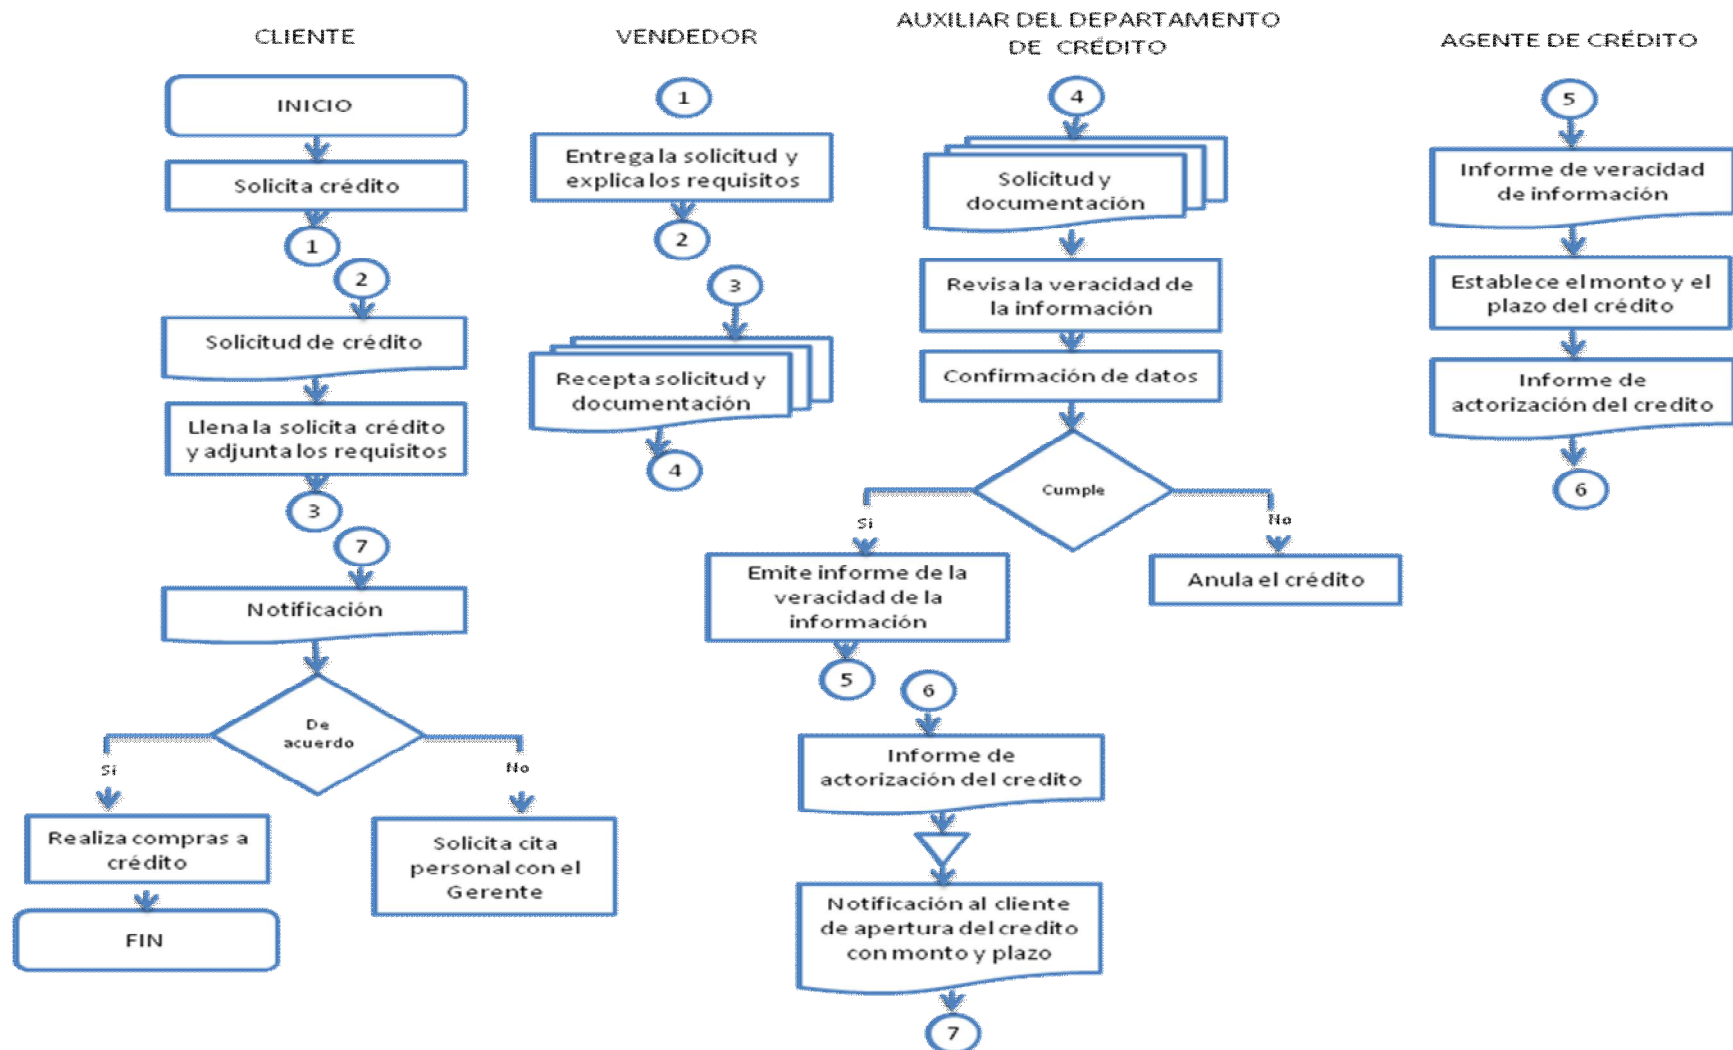 CLIENTE
INICIO
Solicita crédito
1
2
Solicitud de crédito
Llena la solicita crédito
y adjunta los requisitos
3
7
Notificación
De
acuerdo
Si
No
Realiza compras a
crédito
Solicita cita
personal con el
Gerente
FIN
VENDEDOR
1
Entrega la solicitud y
explica los requisitos
2
3
Recepta solicitud y
documentación
4
AUXILIAR DEL DEPARTAMENTO
DE CRÉDITO
4
Solicitud y
documentación
Revisa la veracidad de
la información
Confirmación de datos
Cumple
Si
No
Emite informe de la
veracidad de la
información
Anula el crédito
5
6
Informe de
actorización del credito
Notificación al cliente
de apertura del credito
con monto y plazo
7
AGENTE DE CRÉDITO
5
Informe de veracidad
de información
Establece el monto y el
plazo del crédito
Informe de
actorización del credito
6